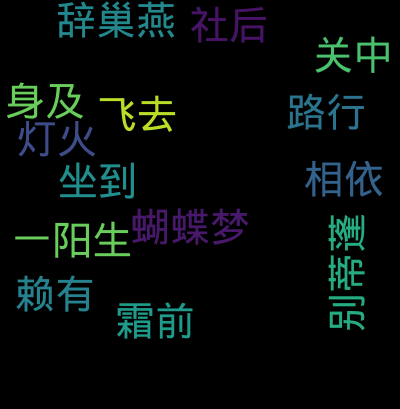 辞巢燕
社后
关中
身及
飞去
路行
灯火
坐到
相依
蝴蝶梦
一阳生
别蒂蓬
赖有
霜前